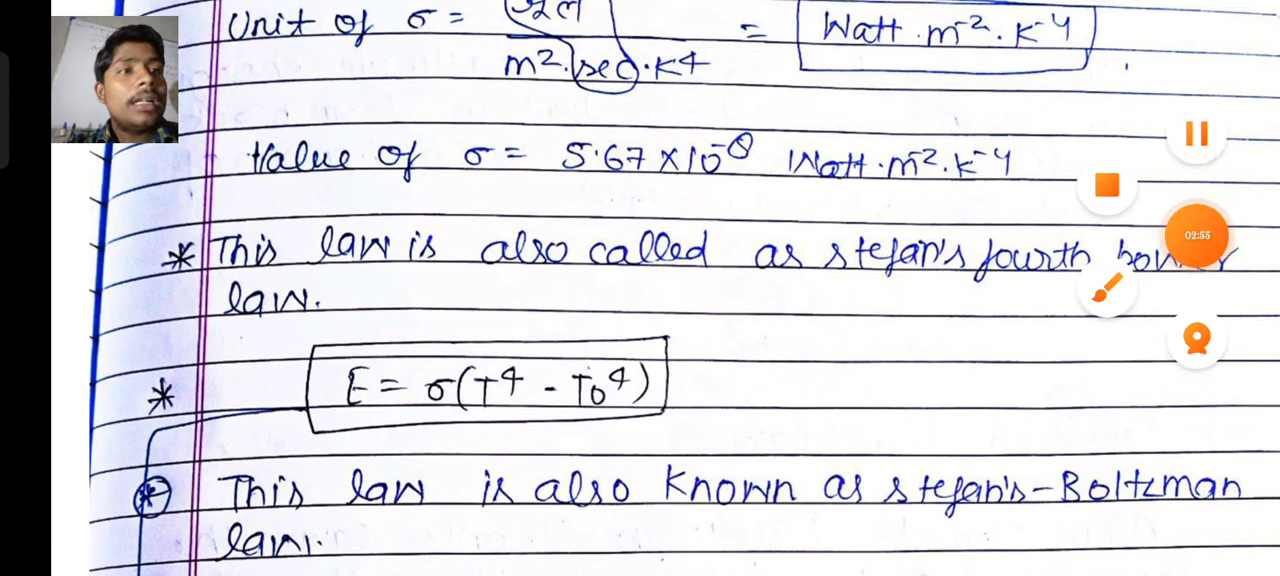 Unit of σ = जूल / m². sec. K4 = Watt. m⁻². K⁻4 .
Value of σ = 5.67 × 10⁻⁸ Watt. m⁻². K⁻4
02:55
* This law is also called as stefan's fourth power
law.
* E = σ(T⁴ - T₀⁴)
* This law is also known as stefan's-Boltzman
law.